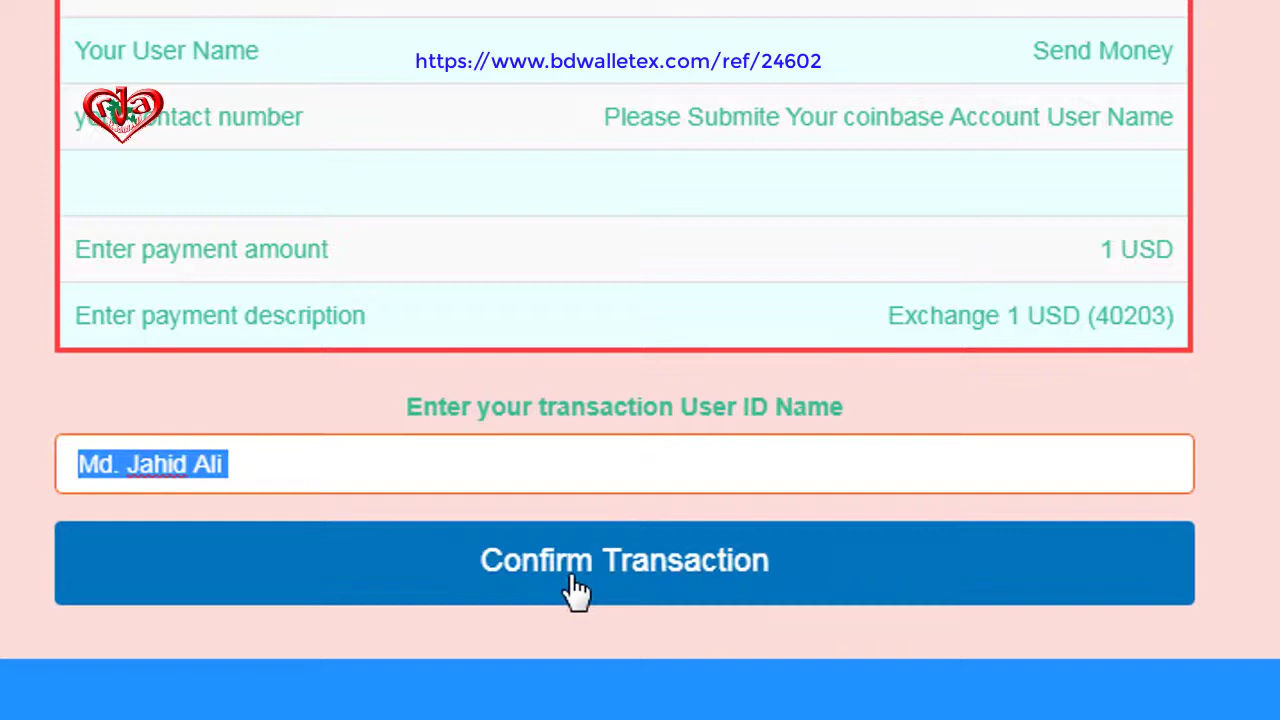 Your User Name https://www.bdwalletex.com/ref/24602 Send Money
contact number Please Submite Your coinbase Account User Name
Enter payment amount 1 USD
Enter payment description Exchange 1 USD (40203)
Enter your transaction User ID Name
Md. Jahid Ali
Confirm Transaction